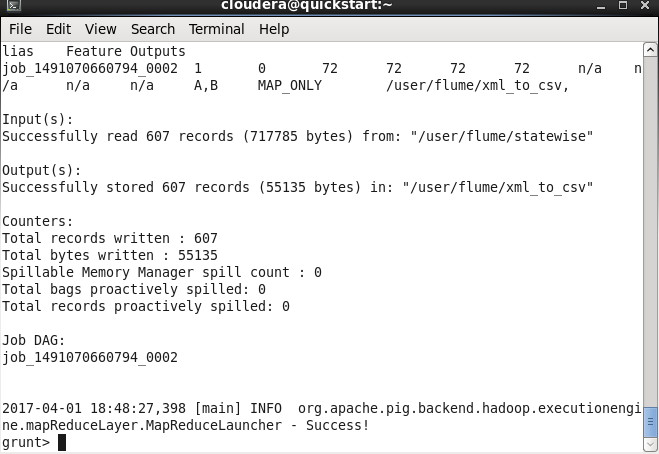 cloudera@quickstart:~
File Edit View Search Terminal Help
lias    Feature Outputs
job_1491070660794_0002  1       0       72      72      72      72      n/a     n
/a      n/a     n/a     A,B     MAP_ONLY        /user/flume/xml_to_csv,
Input(s):
Successfully read 607 records (717785 bytes) from: "/user/flume/statewise"
Output(s):
Successfully stored 607 records (55135 bytes) in: "/user/flume/xml_to_csv"
Counters:
Total records written : 607
Total bytes written : 55135
Spillable Memory Manager spill count : 0
Total bags proactively spilled: 0
Total records proactively spilled: 0
Job DAG:
job_1491070660794_0002
2017-04-01 18:48:27,398 [main] INFO  org.apache.pig.backend.hadoop.executionengi
ne.mapReduceLayer.MapReduceLauncher - Success!
grunt>